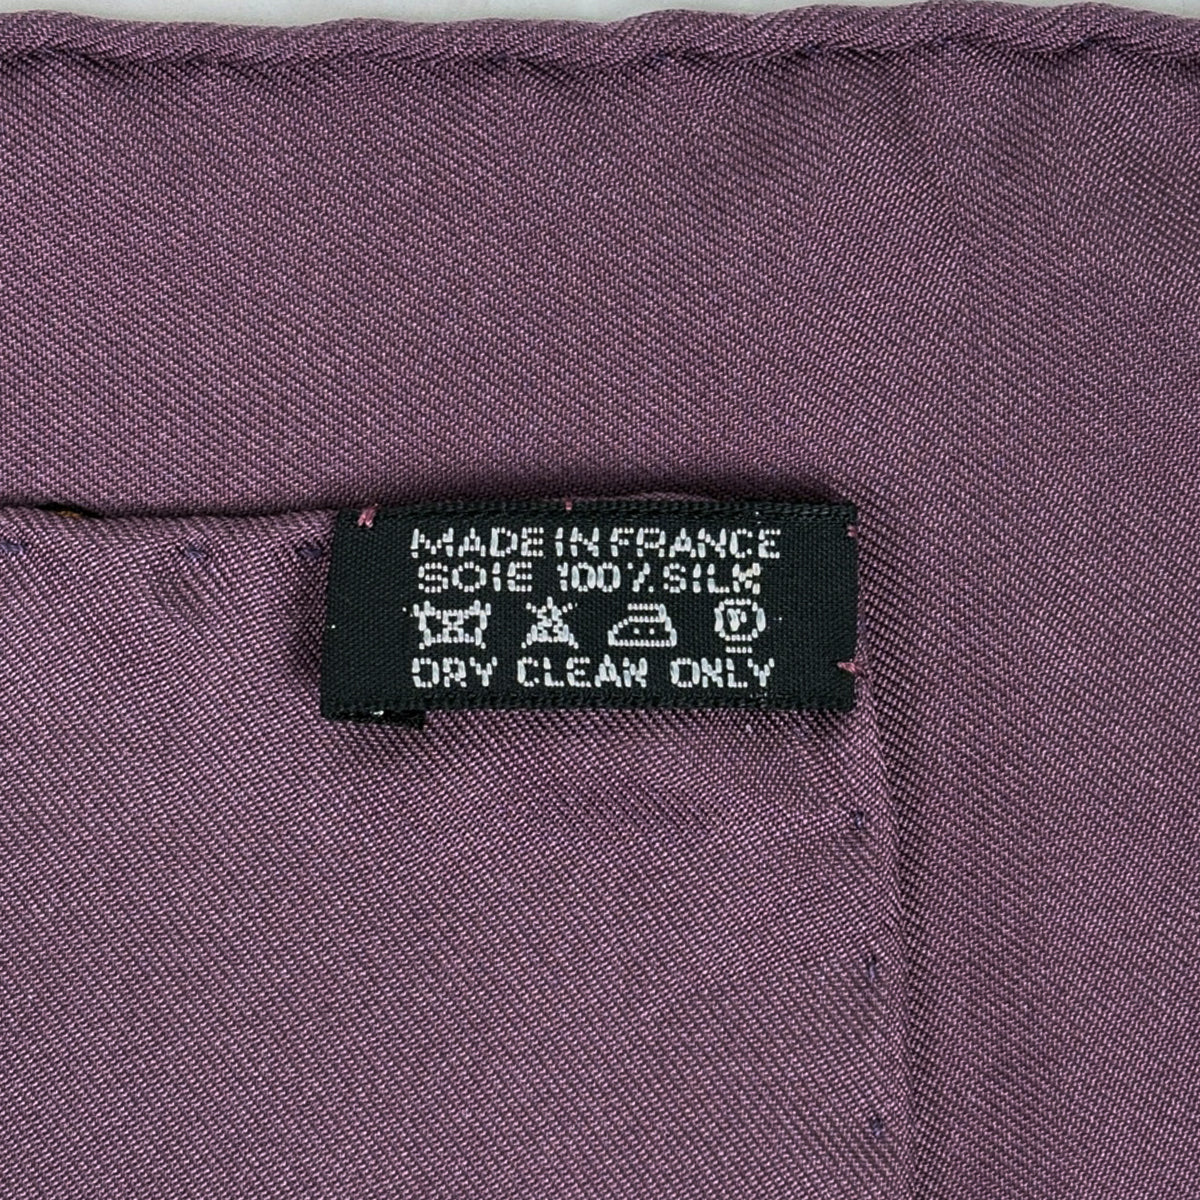 MADE IN FRANCE
SOIE 100% SILK
P
DRY CLEAN ONLY